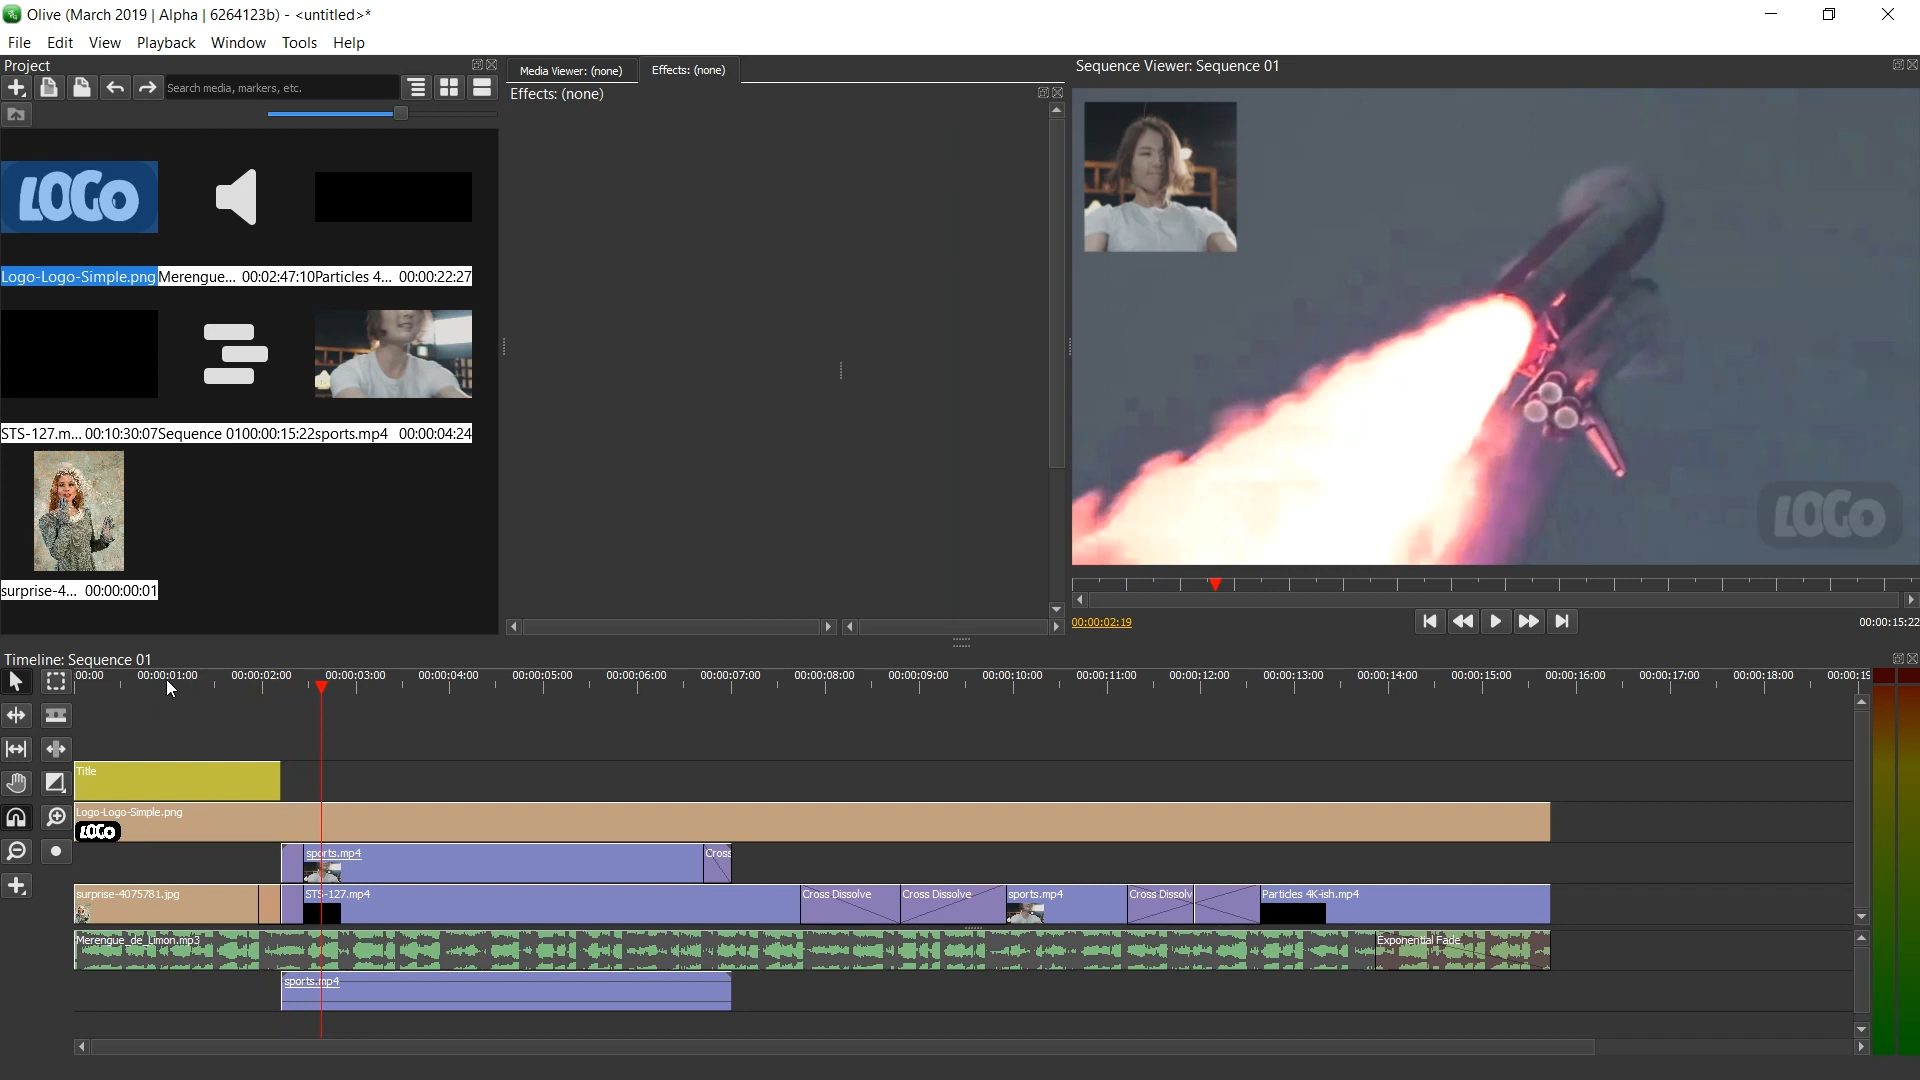 Olive (March 2019 | Alpha | 6264123b) - <untitled>*
File Edit View Playback Window Tools Help
Project
Search media, markers, etc.
LOGO
Logo-Logo-Simple.png
Merengue... 00:02:47:10
Particles 4... 00:00:22:27
STS-127.m... 00:10:30:07
Sequence 01 00:00:15:22
sports.mp4 00:00:04:24
surprise-4... 00:00:00:01
Media Viewer: (none)
Effects: (none)
Effects: (none)
Sequence Viewer: Sequence 01
LOGO
00:00:02:19
00:00:15:22
Timeline: Sequence 01
00:00 00:00:01:00 00:00:02:00 00:00:03:00 00:00:04:00 00:00:05:00 00:00:06:00 00:00:07:00 00:00:08:00 00:00:09:00 00:00:10:00 00:00:11:00 00:00:12:00 00:00:13:00 00:00:14:00 00:00:15:00 00:00:16:00 00:00:17:00 00:00:18:00 00:00:19
Title
Logo-Logo-Simple.png
LOGO
sports.mp4 Cross
surprise-4075781.jpg STS-127.mp4 Cross Dissolve Cross Dissolve sports.mp4 Cross Dissolv Particles 4K-ish.mp4
Merengue_de_Limon.mp3 Exponential Fade
sports.mp4